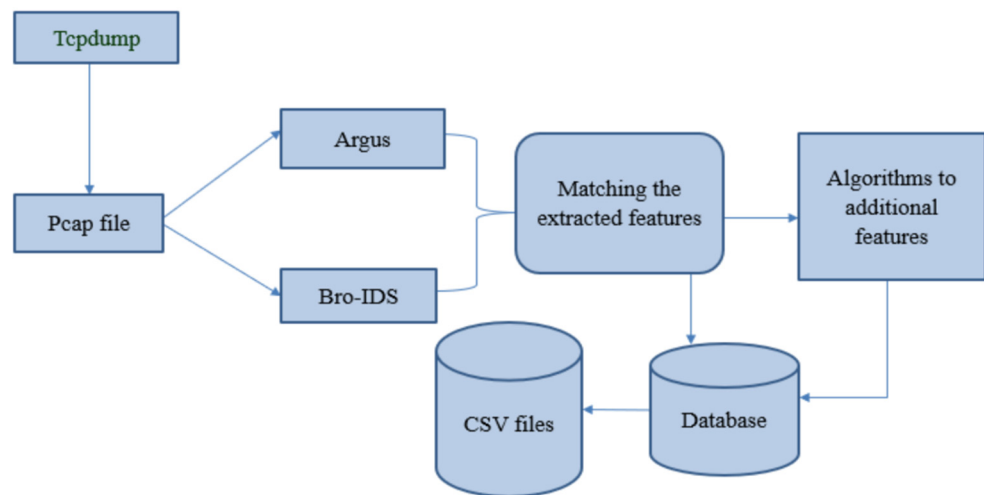 Tcpdump
Pcap file
Argus
Bro-IDS
Matching the
extracted features
Algorithms to
additional
features
Database
CSV files